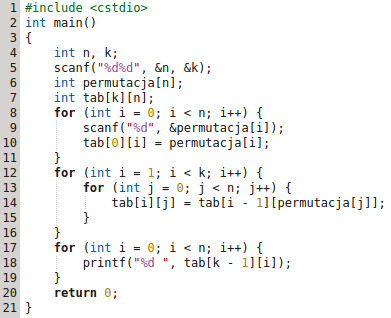 1 #include <cstdio>
2 int main()
3 {
4     int n, k;
5     scanf("%d%d", &n, &k);
6     int permutacja[n];
7     int tab[k][n];
8     for (int i = 0; i < n; i++) {
9         scanf("%d", &permutacja[i]);
10         tab[0][i] = permutacja[i];
11     }
12     for (int i = 1; i < k; i++) {
13         for (int j = 0; j < n; j++) {
14             tab[i][j] = tab[i - 1][permutacja[j]];
15         }
16     }
17     for (int i = 0; i < n; i++) {
18         printf("%d ", tab[k - 1][i]);
19     }
20     return 0;
21 }